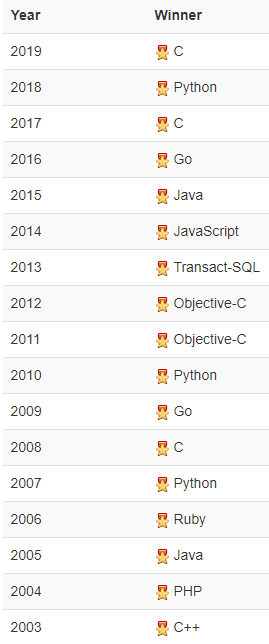 Year Winner
2019 C
2018 Python
2017 C
2016 Go
2015 Java
2014 JavaScript
2013 Transact-SQL
2012 Objective-C
2011 Objective-C
2010 Python
2009 Go
2008 C
2007 Python
2006 Ruby
2005 Java
2004 PHP
2003 C++